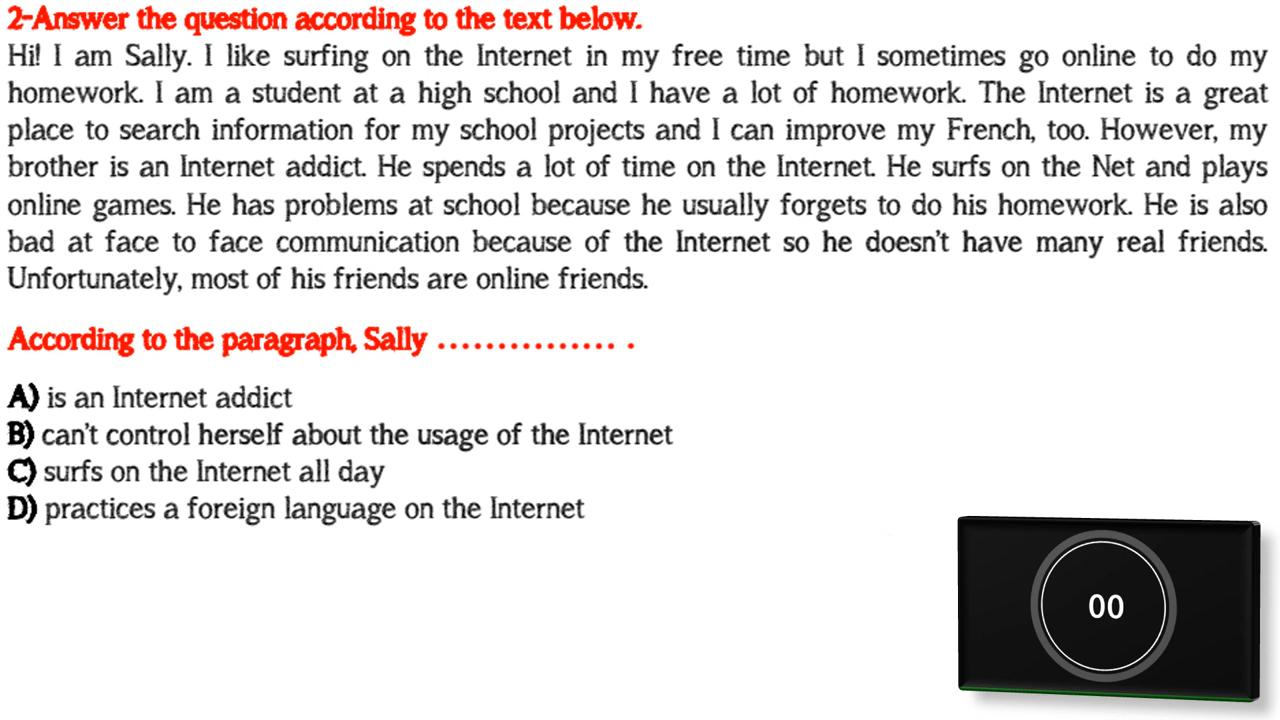 2-Answer the question according to the text below.
Hi! I am Sally. I like surfing on the Internet in my free time but I sometimes go online to do my
homework. I am a student at a high school and I have a lot of homework. The Internet is a great
place to search information for my school projects and I can improve my French, too. However, my
brother is an Internet addict. He spends a lot of time on the Internet. He surfs on the Net and plays
online games. He has problems at school because he usually forgets to do his homework. He is also
bad at face to face communication because of the Internet so he doesn't have many real friends.
Unfortunately, most of his friends are online friends.
According to the paragraph, Sally ............... .
A) is an Internet addict
B) can't control herself about the usage of the Internet
C) surfs on the Internet all day
D) practices a foreign language on the Internet
00